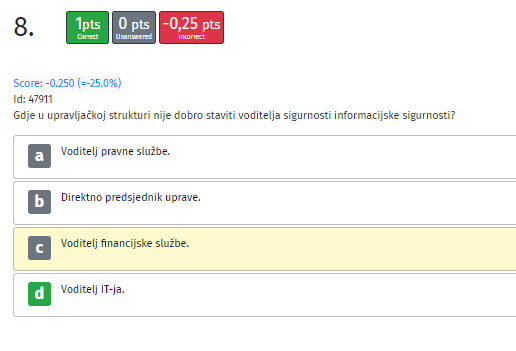 8.
1pts
Correct
0 pts
Unanswered
-0,25 pts
Incorrect
Score: -0.250 (=-25.0%)
Id: 47911
Gdje u upravljačkoj strukturi nije dobro staviti voditelja sigurnosti informacijske sigurnosti?
a Voditelj pravne službe.
b Direktno predsjednik uprave.
c Voditelj financijske službe.
d Voditelj IT-ja.